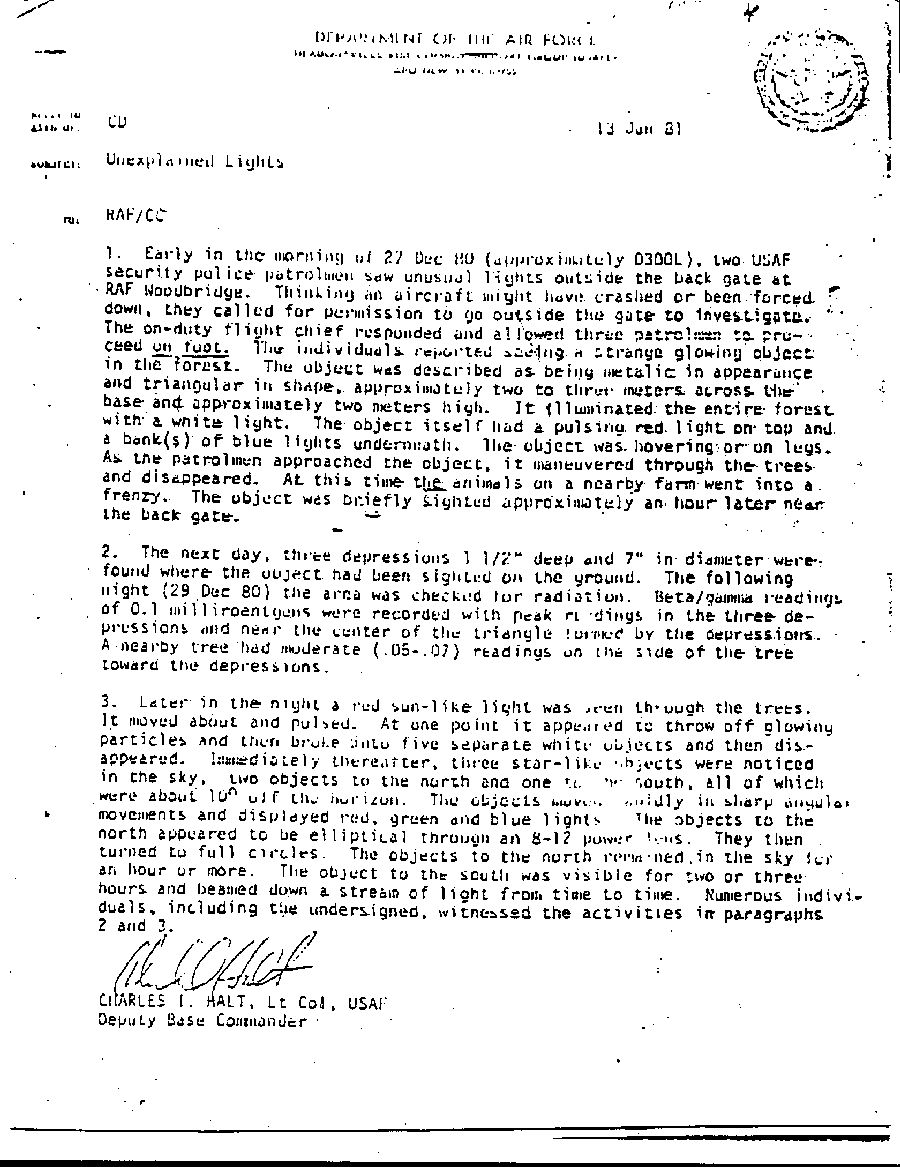 DEPARTMENT OF THE AIR FORCE
CD
13 Jan 81
Unexplained Lights
RAF/CC
1. Early in the morning of 27 Dec 80 (approximately 0300L), two USAF
security police patrolmen saw unusual lights outside the back gate at
RAF Woodbridge. Thinking an aircraft might have crashed or been forced
down, they called for permission to go outside the gate to investigate.
The on-duty flight chief responded and allowed three patrolmen to pro-
ceed on foot. The individuals reported seeing a strange glowing object
in the forest. The object was described as being metalic in appearance
and triangular in shape, approximately two to three meters across the
base and approximately two meters high. It illuminated the entire forest
with a white light. The object itself had a pulsing red light on top and
a bank(s) of blue lights underneath. The object was hovering or on legs.
As the patrolmen approached the object, it maneuvered through the trees
and disappeared. At this time the animals on a nearby farm went into a
frenzy. The object was briefly sighted approximately an hour later near
the back gate.
2. The next day, three depressions 1 1/2" deep and 7" in diameter were
found where the object had been sighted on the ground. The following
night (29 Dec 80) the area was checked for radiation. Beta/gamma readings
of 0.1 milliroentgens were recorded with peak readings in the three de-
pressions and near the center of the triangle formed by the depressions.
A nearby tree had moderate (.05-.07) readings on the side of the tree
toward the depressions.
3. Later in the night a red sun-like light was seen through the trees.
It moved about and pulsed. At one point it appeared to throw off glowing
particles and then broke into five separate white objects and then dis-
appeared. Immediately thereafter, three star-like objects were noticed
in the sky, two objects to the north and one to the south, all of which
were about 10° off the horizon. The objects moved rapidly in sharp angular
movements and displayed red, green and blue lights. The objects to the
north appeared to be elliptical through an 8-12 power lens. They then
turned to full circles. The objects to the north remained in the sky for
an hour or more. The object to the south was visible for two or three
hours and beamed down a stream of light from time to time. Numerous indivi-
duals, including the undersigned, witnessed the activities in paragraphs
2 and 3.
CHARLES I. HALT, Lt Col, USAF
Deputy Base Commander